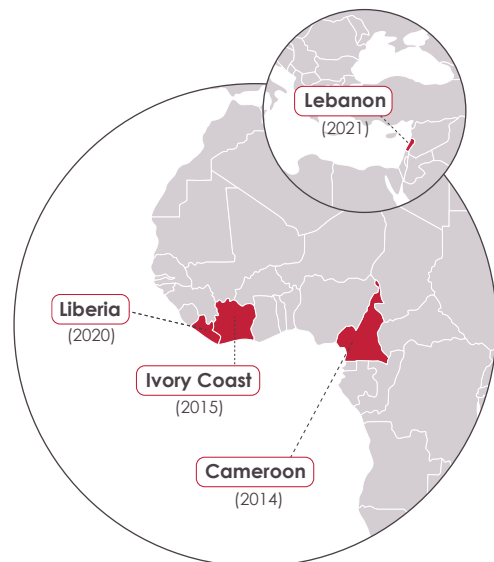 Lebanon
(2021)
Liberia
(2020)
Ivory Coast
(2015)
Cameroon
(2014)